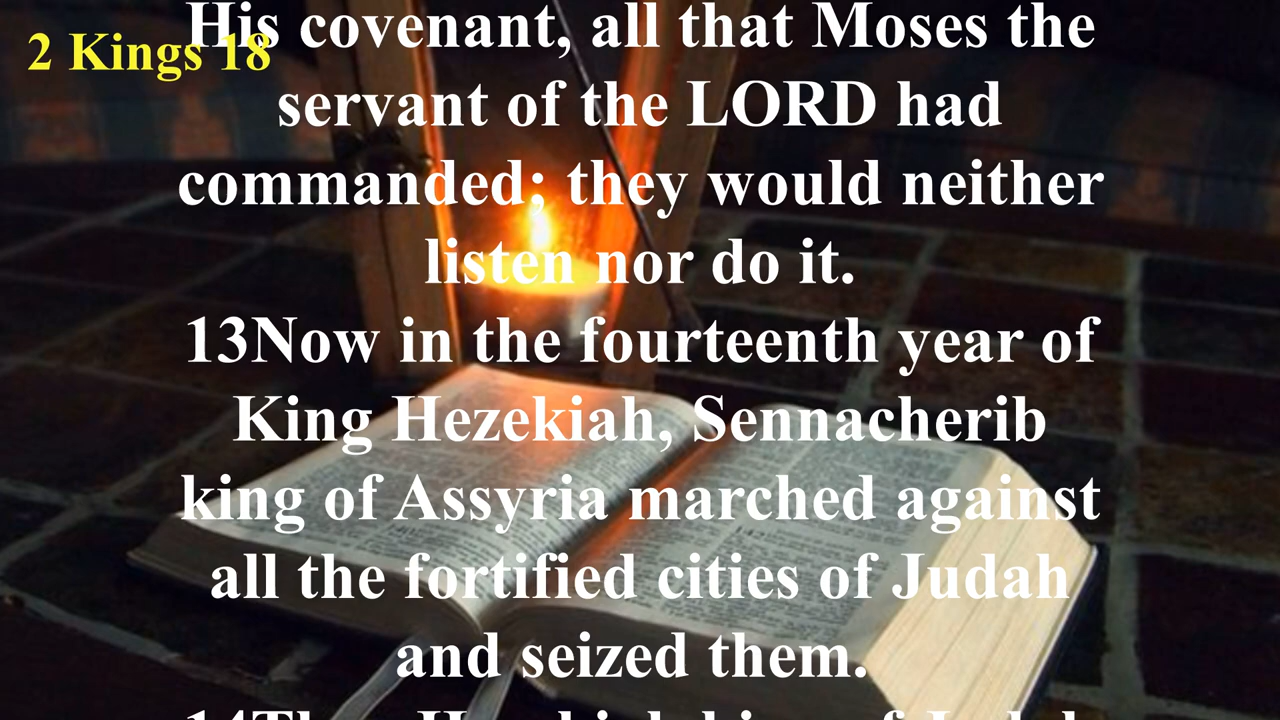 2 Kings 18
His covenant, all that Moses the
servant of the LORD had
commanded; they would neither
listen nor do it.
13Now in the fourteenth year of
King Hezekiah, Sennacherib
king of Assyria marched against
all the fortified cities of Judah
and seized them.